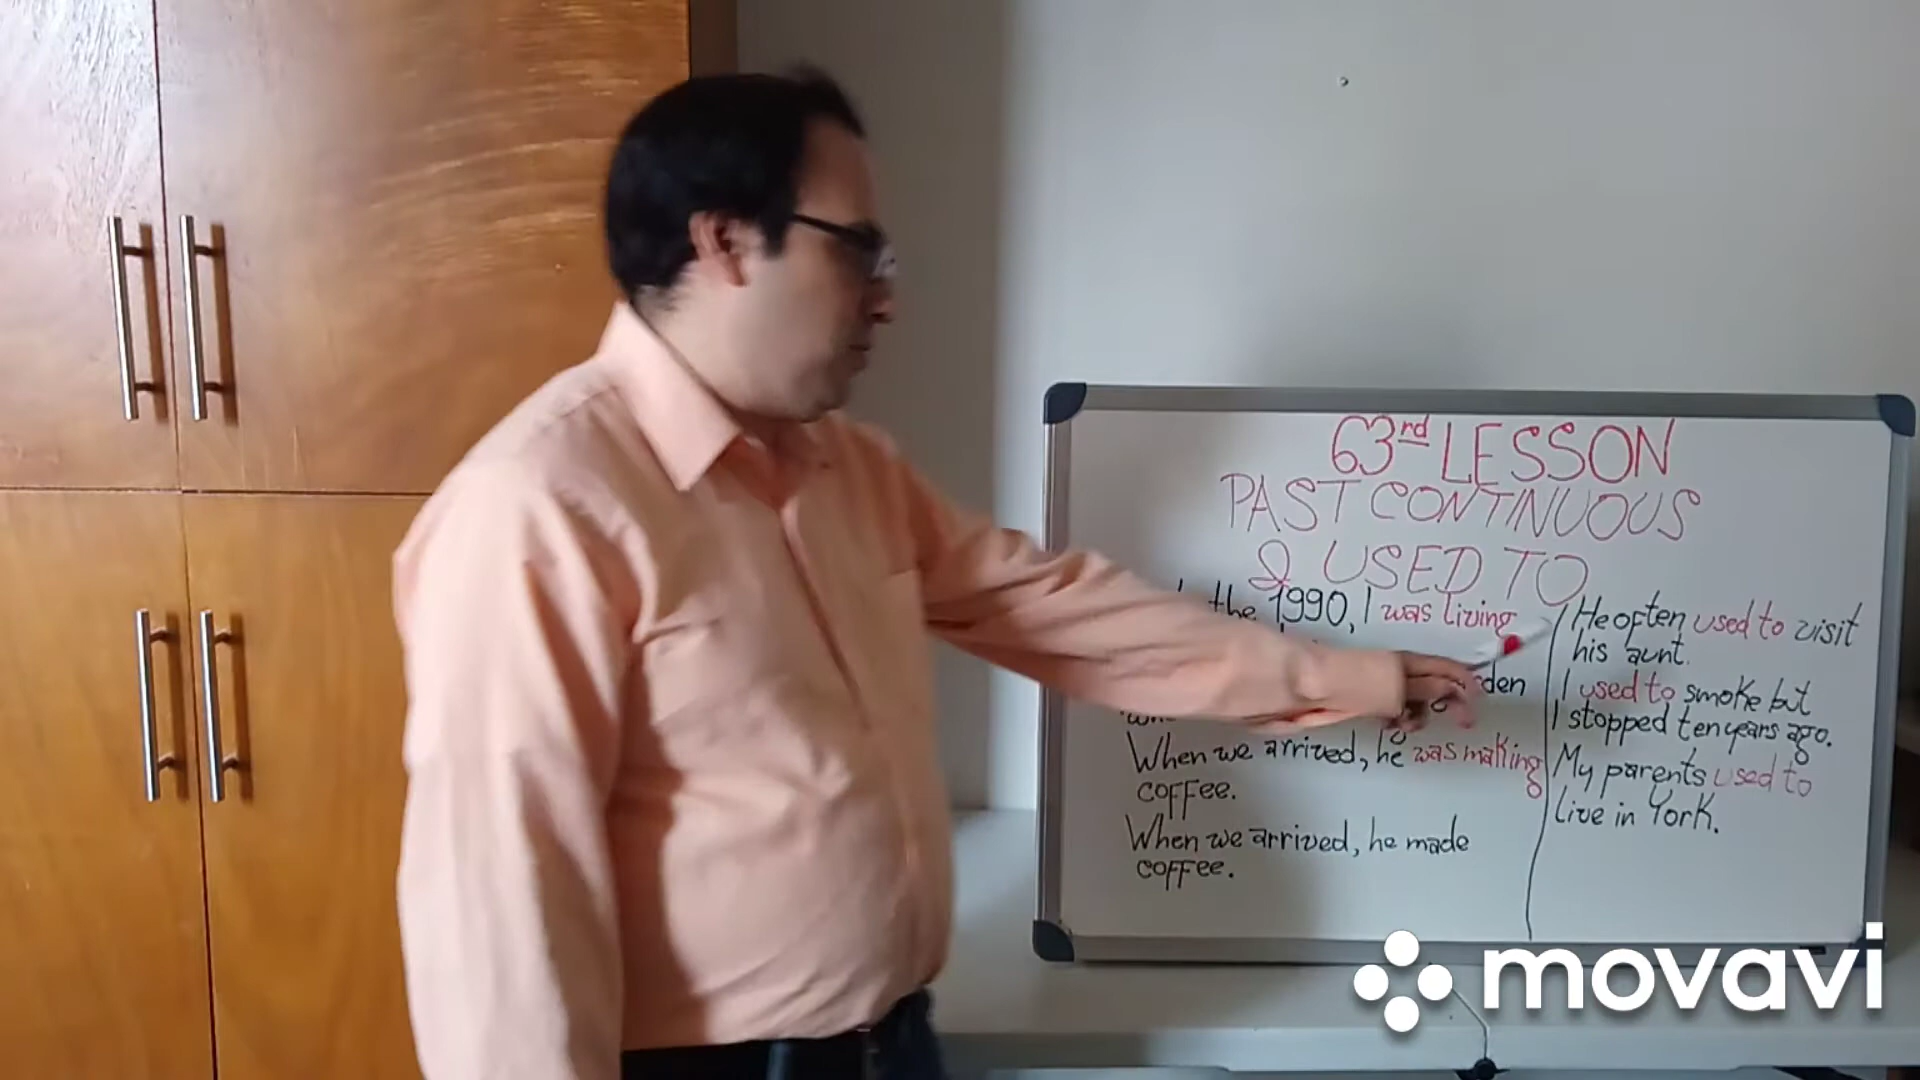 63rd LESSON
PAST CONTINUOUS
& USED TO
the 1990, I was living
den
When we arrived, he was making
coffee.
When we arrived, he made
coffee.
He often used to visit
his aunt.
I used to smoke but
I stopped ten years ago.
My parents used to
live in York.
movavi